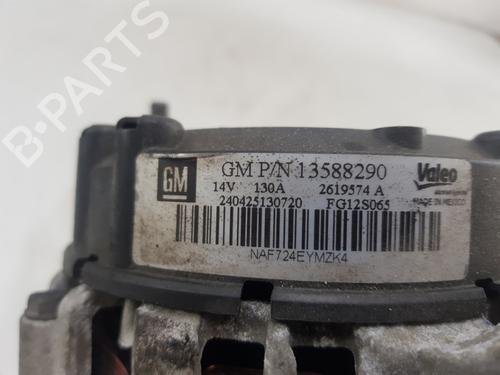 B-PARTS
GM
GM P/N 13588290
Valeo
14V 130A 2619574 A
MADE IN MEXICO
240425130720 FG12S065
NAF724EYMZK4